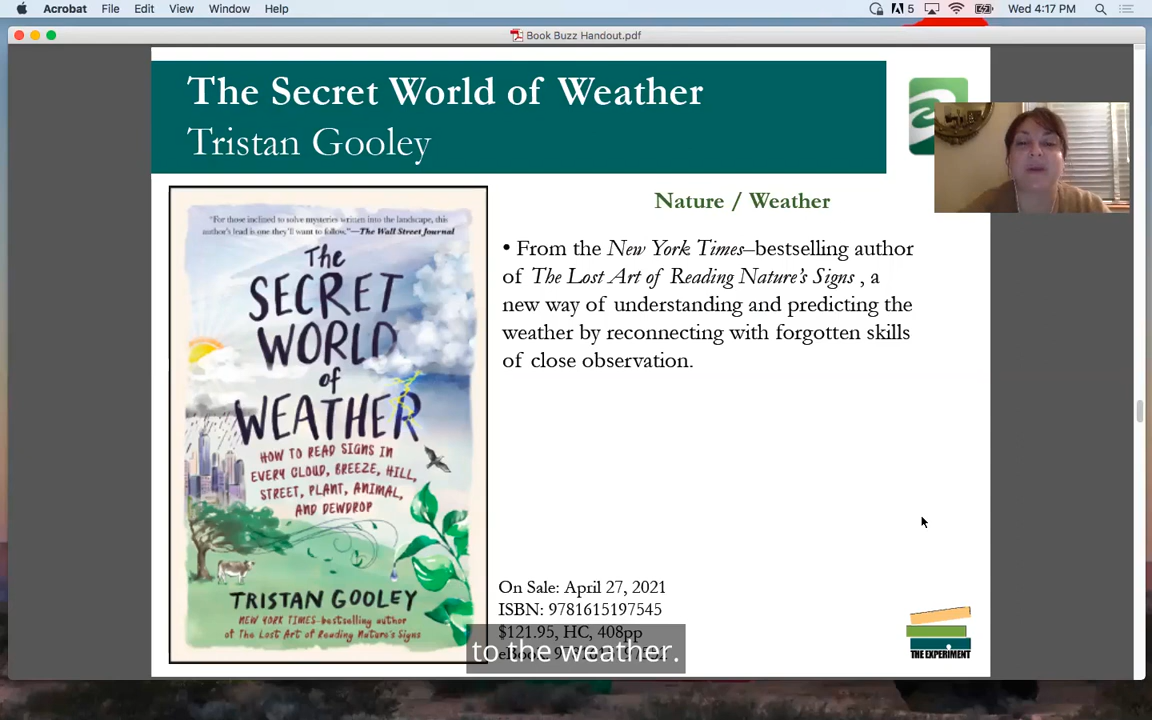 Acrobat File Edit View Window Help
5
Wed 4:17 PM
Book Buzz Handout.pdf
The Secret World of Weather
Tristan Gooley
"For those inclined to solve mysteries written into the landscape, this
author's lead is one they'll want to follow."—The Wall Street Journal
The
SECRET
WORLD
of
WEATHER
HOW TO READ SIGNS IN
EVERY CLOUD, BREEZE, HILL,
STREET, PLANT, ANIMAL,
AND DEWDROP
TRISTAN GOOLEY
NEW YORK TIMES-bestselling author
of The Lost Art of Reading Nature's Signs
Nature / Weather
• From the New York Times–bestselling author
of The Lost Art of Reading Nature's Signs , a
new way of understanding and predicting the
weather by reconnecting with forgotten skills
of close observation.
On Sale: April 27, 2021
ISBN: 9781615197545
$121.95, HC, 408pp
to the weather.
THE EXPERIMENT